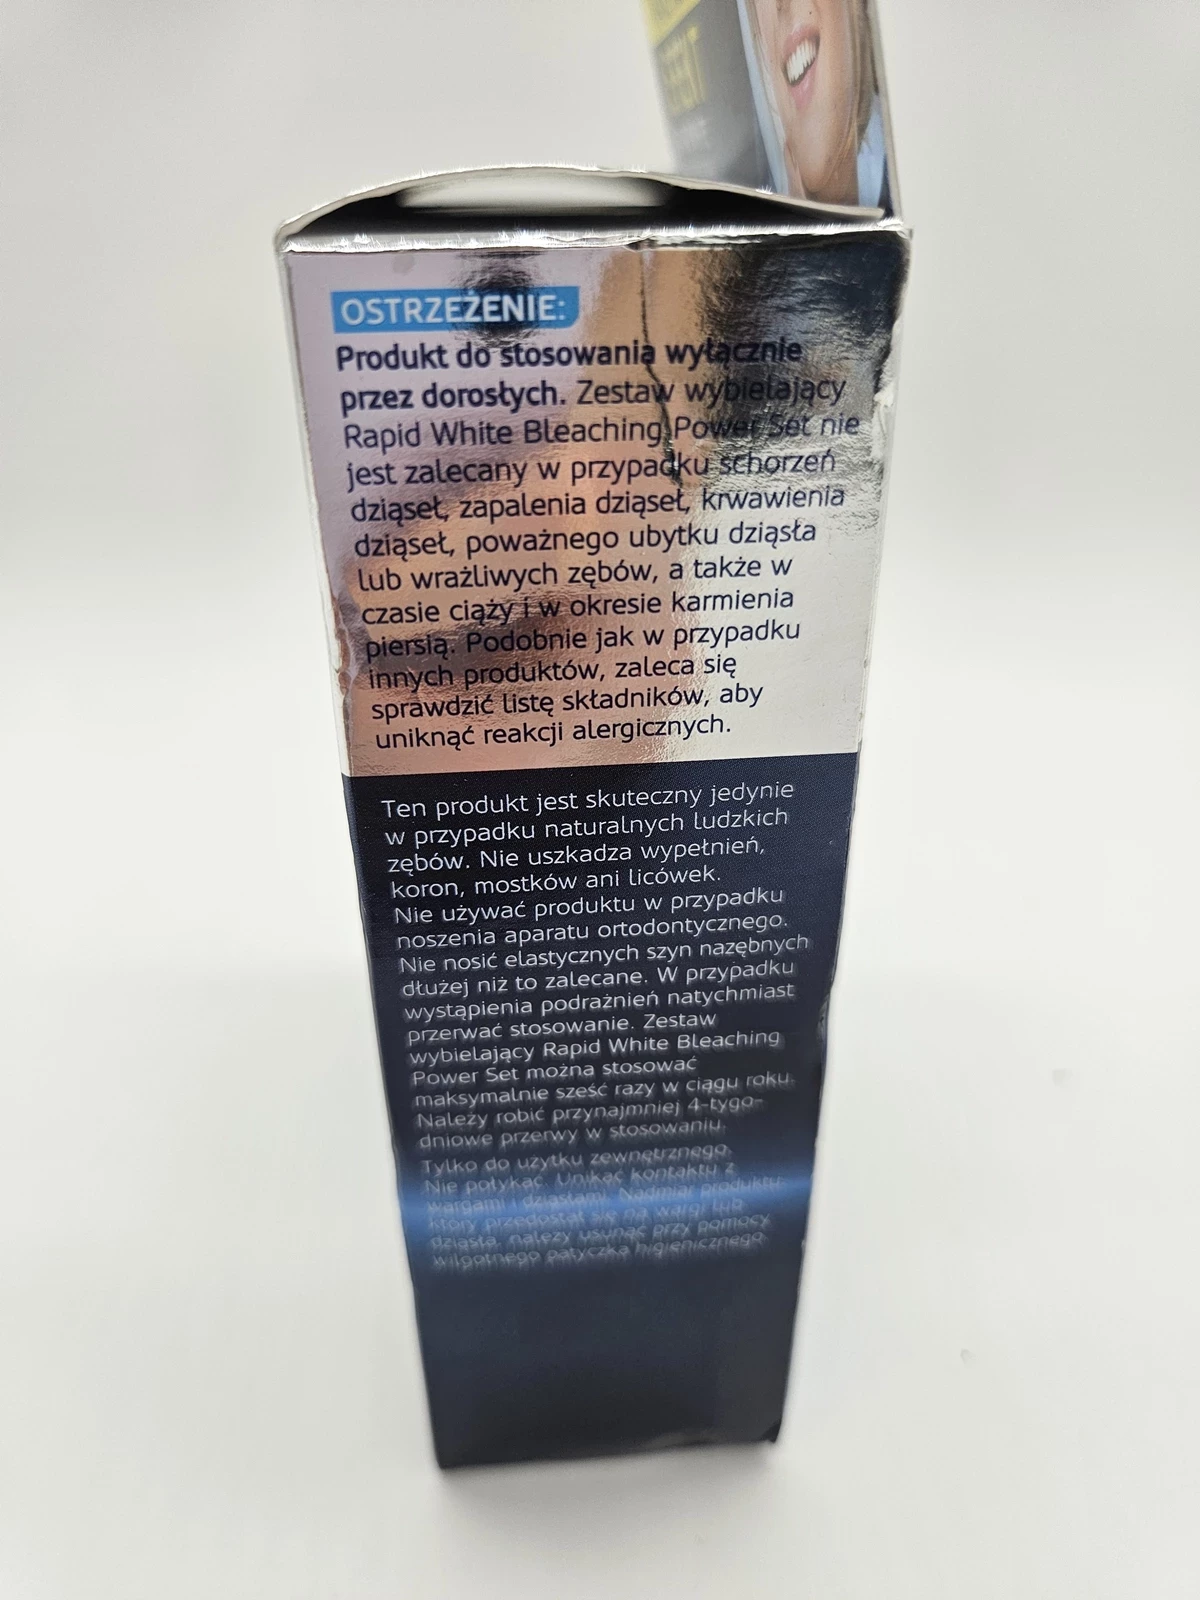 OSTRZEŻENIE:
Produkt do stosowania wyłącznie
przez dorosłych. Zestaw wybielający
Rapid White Bleaching Power Set nie
jest zalecany w przypadku schorzeń
dziąseł, zapalenia dziąseł, krwawienia
dziąseł, poważnego ubytku dziąsła
lub wrażliwych zębów, a także w
czasie ciąży i w okresie karmienia
piersią. Podobnie jak w przypadku
innych produktów, zaleca się
sprawdzić listę składników, aby
uniknąć reakcji alergicznych.
Ten produkt jest skuteczny jedynie
w przypadku naturalnych ludzkich
zębów. Nie uszkadza wypełnień,
koron, mostków ani licówek.
Nie używać produktu w przypadku
noszenia aparatu ortodontycznego.
Nie nosić elastycznych szyn nazębnych
dłużej niż to zalecane. W przypadku
wystąpienia podrażnień natychmiast
przerwać stosowanie. Zestaw
wybielający Rapid White Bleaching
Power Set można stosować
maksymalnie sześć razy w ciągu roku.
Należy robić przynajmniej 4-tygo-
dniowe przerwy w stosowaniu.
Tylko do użytku zewnętrznego.
Nie połykać. Unikać kontaktu z
wargami i dziąsłami. Nadmiar produktu,
który przedostał się na wargi lub
dziąsła, należy usunąć przy pomocy
wilgotnego patyczka higienicznego.